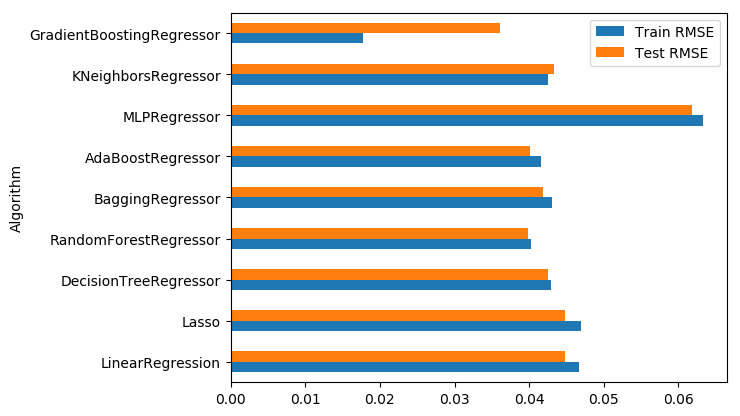 GradientBoostingRegressor
KNeighborsRegressor
MLPRegressor
AdaBoostRegressor
BaggingRegressor
RandomForestRegressor
DecisionTreeRegressor
Lasso
LinearRegression
Algorithm
Train RMSE
Test RMSE
0.00 0.01 0.02 0.03 0.04 0.05 0.06